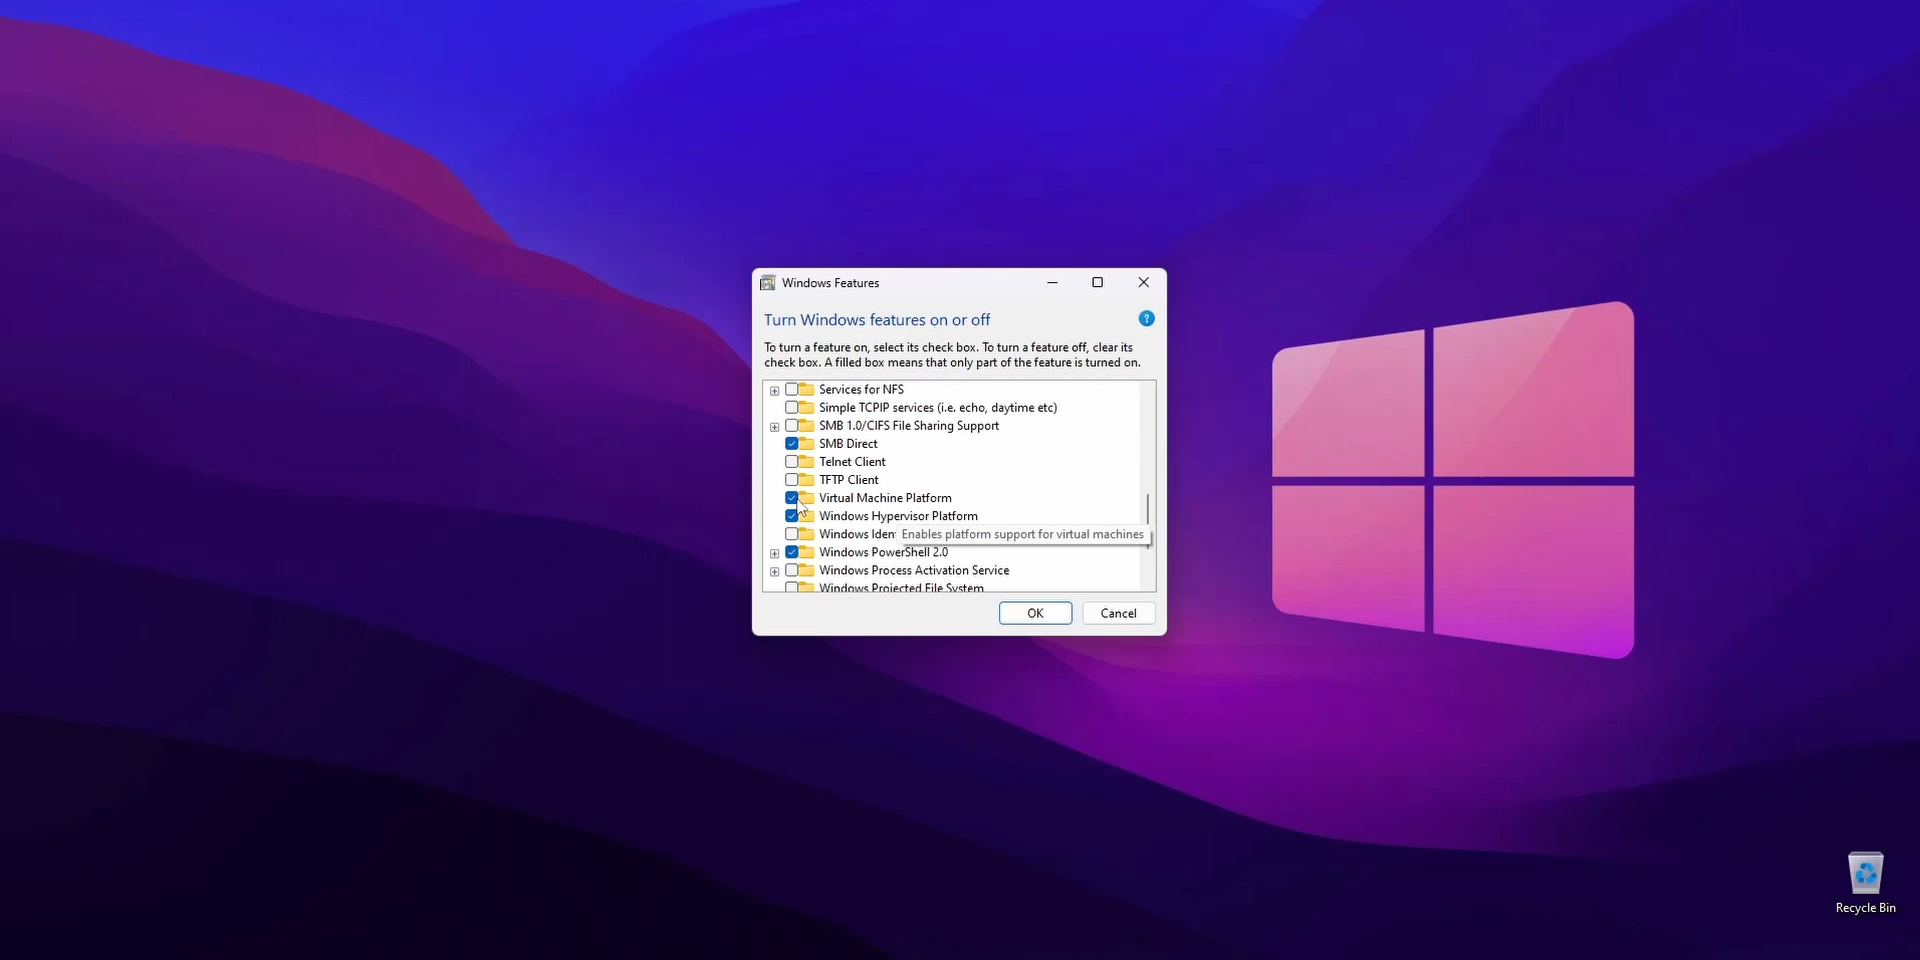 Windows Features
Turn Windows features on or off
?
To turn a feature on, select its check box. To turn a feature off, clear its
check box. A filled box means that only part of the feature is turned on.
Services for NFS
Simple TCPIP services (i.e. echo, daytime etc)
SMB 1.0/CIFS File Sharing Support
SMB Direct
Telnet Client
TFTP Client
Virtual Machine Platform
Windows Hypervisor Platform
Windows Iden
Enables platform support for virtual machines
Windows PowerShell 2.0
Windows Process Activation Service
Windows Projected File System
OK
Cancel
Recycle Bin